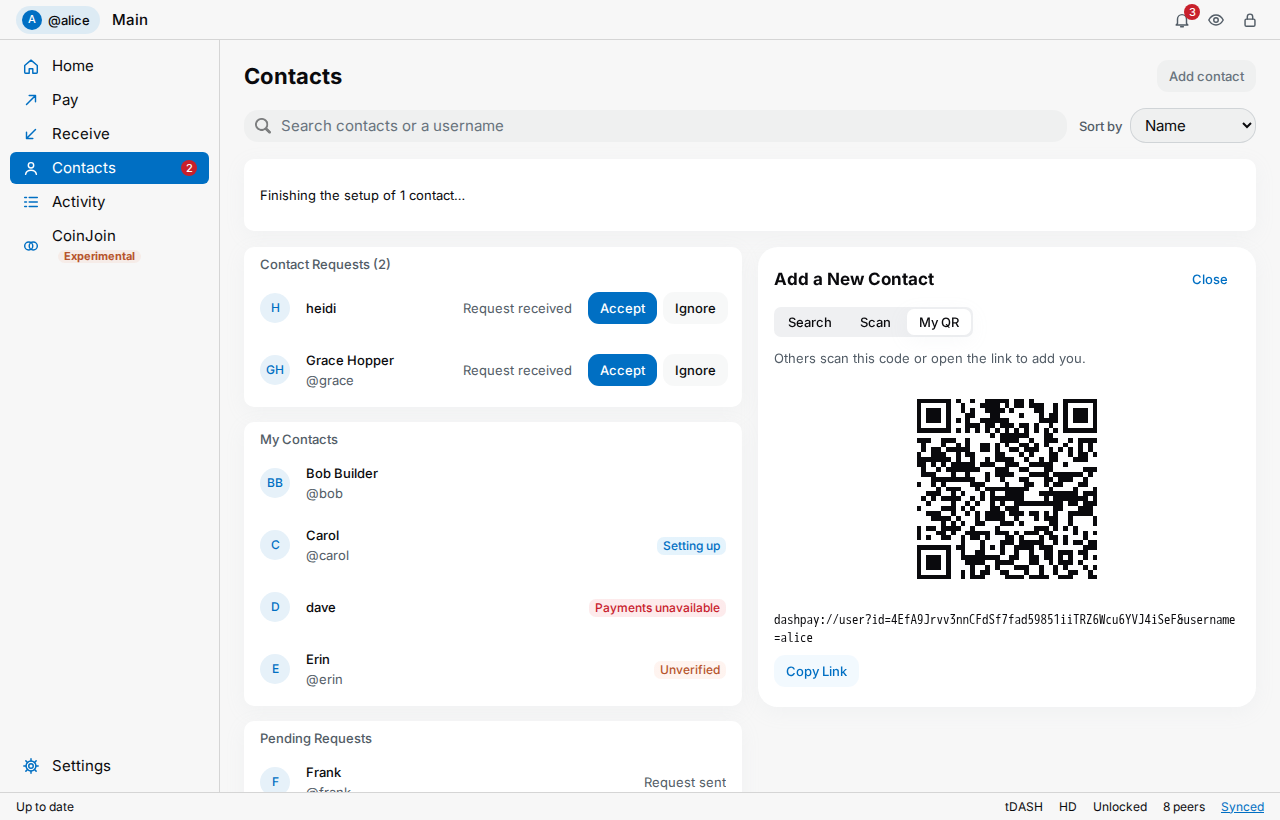 A @alice Main 3
Home
Pay
Receive
Contacts 2
Activity
CoinJoin
Experimental
Settings
Contacts
Add contact
Search contacts or a username
Sort by Name
Finishing the setup of 1 contact...
Contact Requests (2)
H heidi Request received Accept Ignore
GH Grace Hopper
@grace
Request received Accept Ignore
My Contacts
BB Bob Builder
@bob
C Carol
@carol
Setting up
D dave Payments unavailable
E Erin
@erin
Unverified
Pending Requests
F Frank
@frank
Request sent
Add a New Contact Close
Search Scan My QR
Others scan this code or open the link to add you.
dashpay://user?id=4EfA9Jrvv3nnCFdSf7fad59851iiTRZ6Wcu6YVJ4iSeF&username
=alice
Copy Link
Up to date tDASH HD Unlocked 8 peers Synced